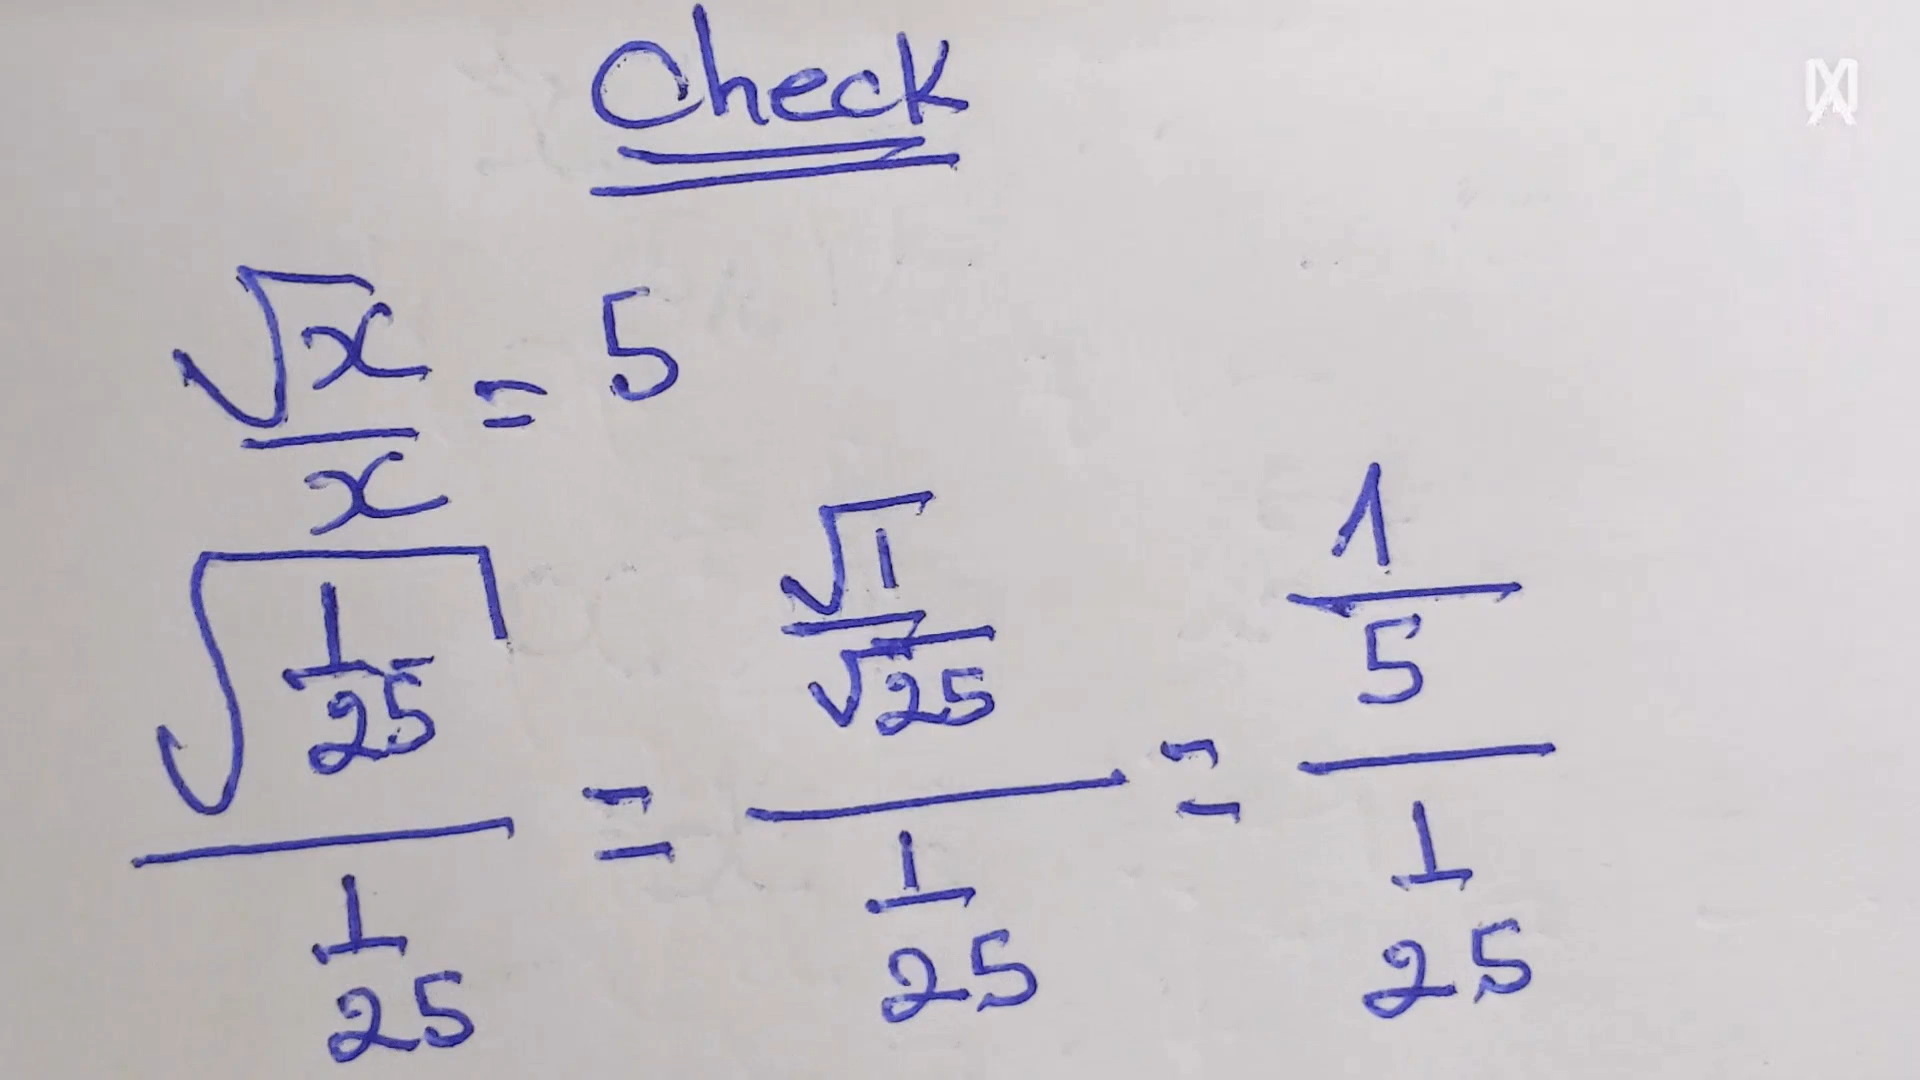 Check
√x/x = 5
√(1/25)/(1/25) = (√1/√25)/(1/25) = (1/5)/(1/25)